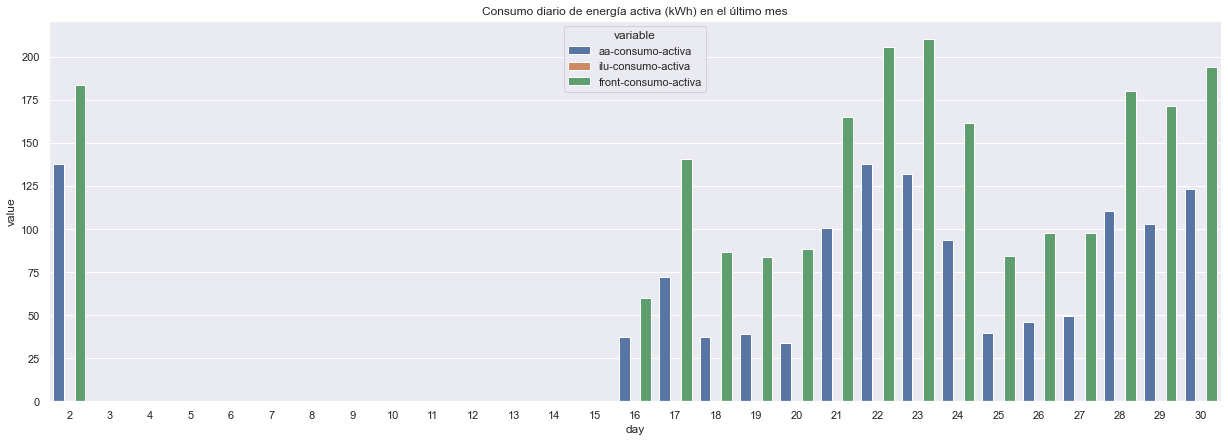 Consumo diario de energía activa (kWh) en el último mes
variable
aa-consumo-activa
ilu-consumo-activa
front-consumo-activa
200
175
150
125
100
75
50
25
0
value
2 3 4 5 6 7 8 9 10 11 12 13 14 15 16 17 18 19 20 21 22 23 24 25 26 27 28 29 30
day